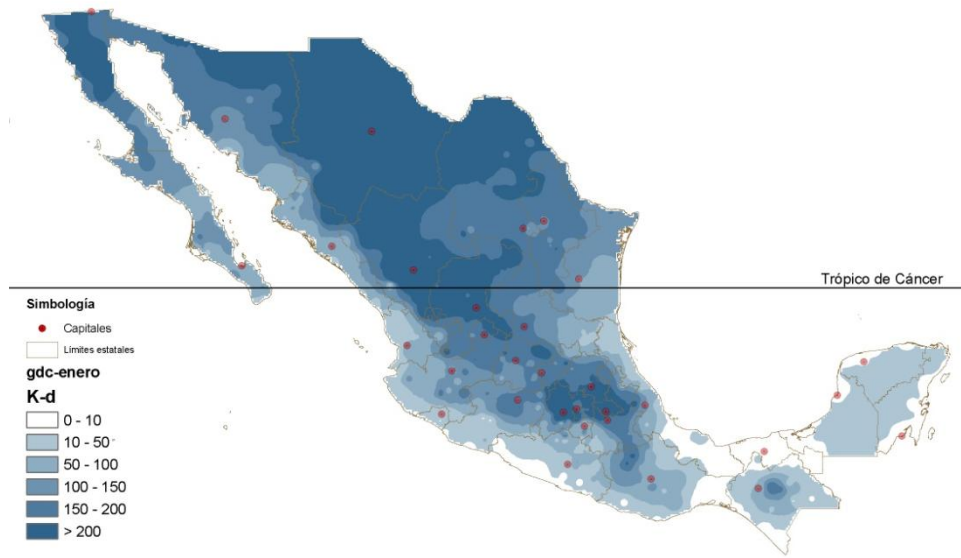 Trópico de Cáncer
Simbología
Capitales
Límites estatales
gdc-enero
K-d
0 - 10
10 - 50
50 - 100
100 - 150
150 - 200
> 200